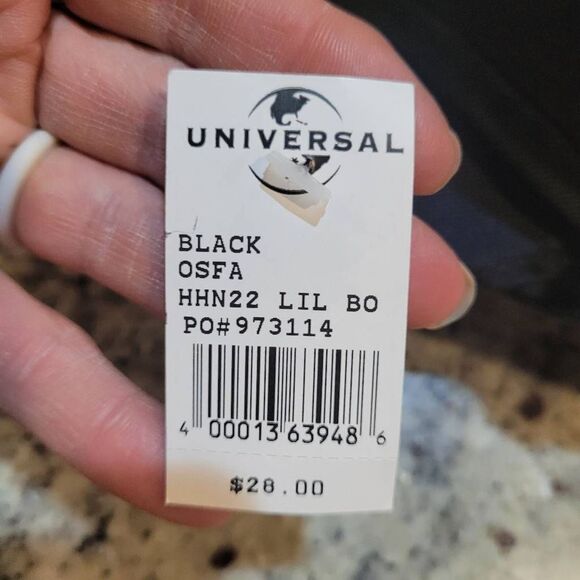 UNIVERSAL
BLACK
OSFA
HHN22 LIL BO
PO#973114
4 00013 63948 6
$28.00